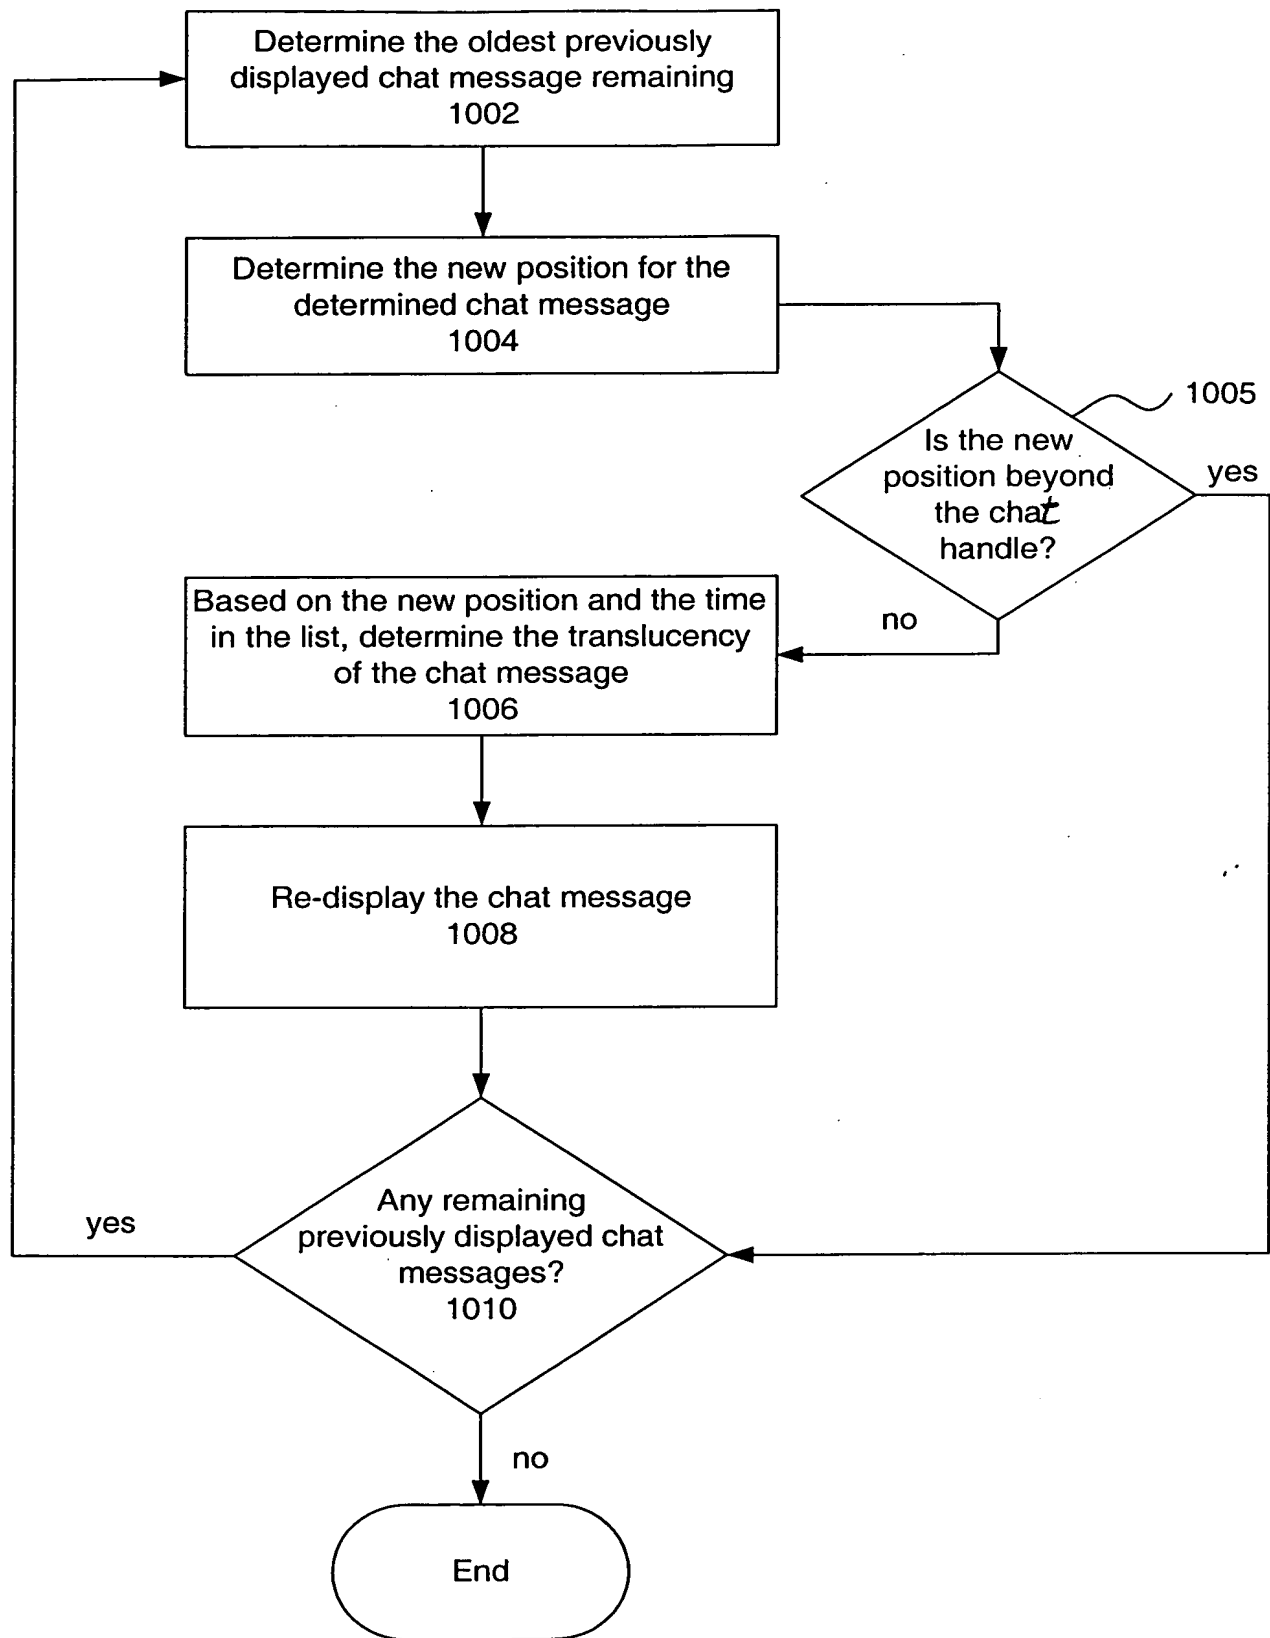 Determine the oldest previously
displayed chat message remaining
1002
Determine the new position for the
determined chat message
1004
1005
Is the new
position beyond
the chat
handle?
yes
no
Based on the new position and the time
in the list, determine the translucency
of the chat message
1006
Re-display the chat message
1008
Any remaining
previously displayed chat
messages?
1010
yes
no
End